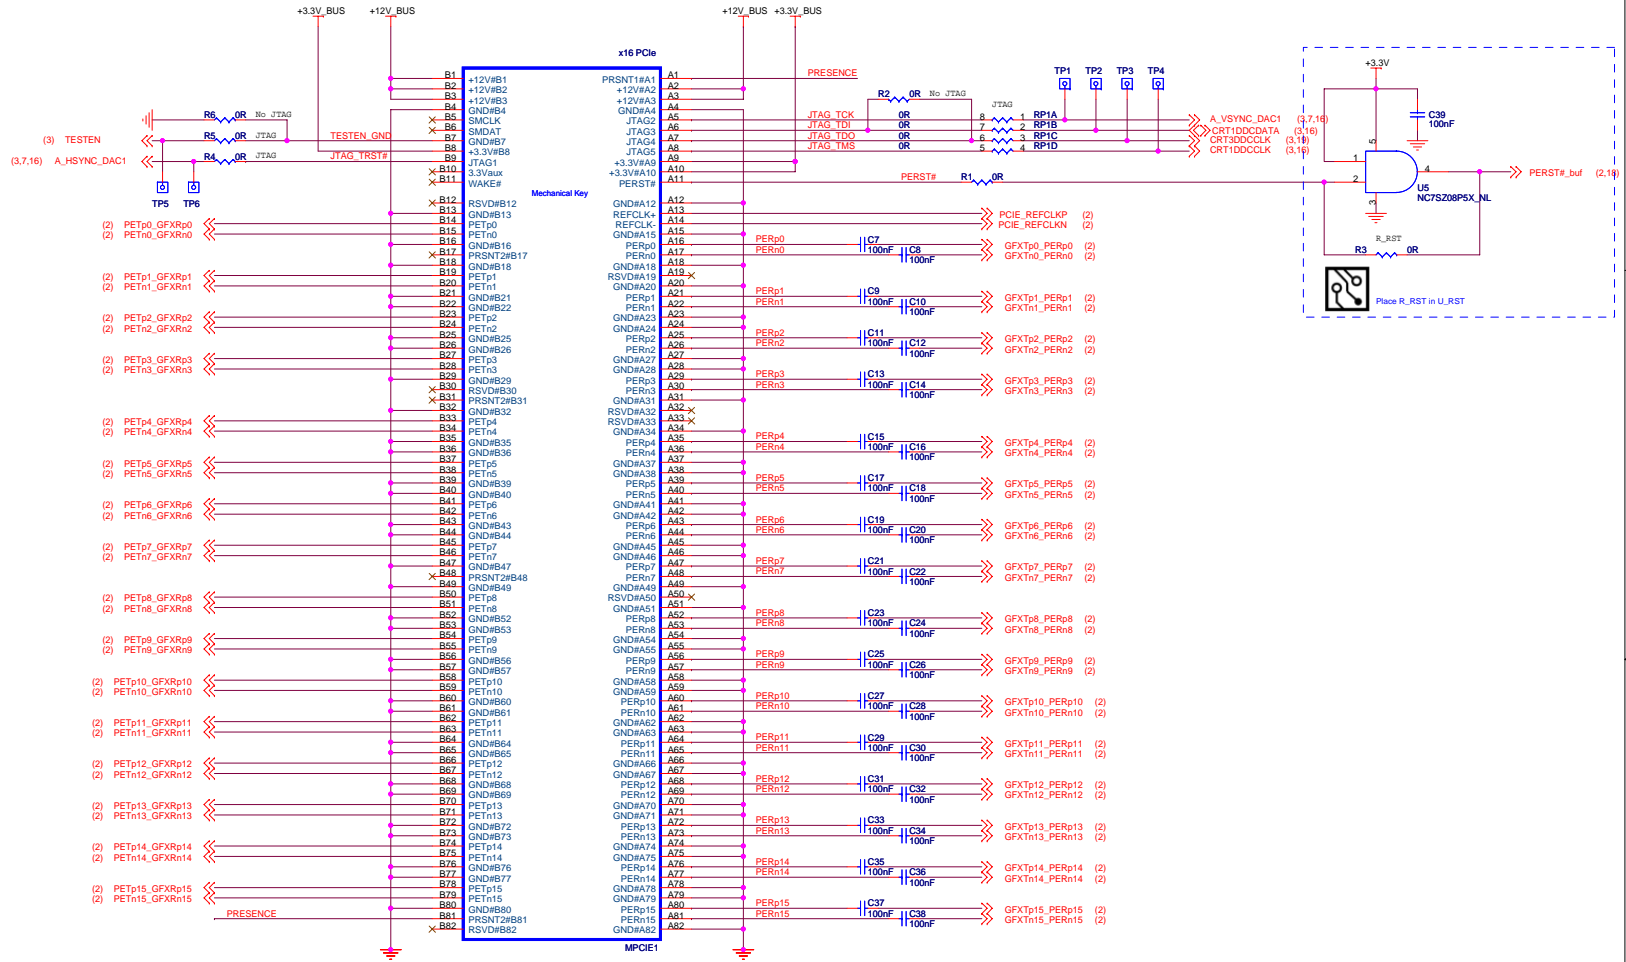 +3.3V_BUS +12V_BUS +12V_BUS +3.3V_BUS
x16 PCIe
TP1 TP2 TP3 TP4
+3.3V
B1 +12V#B1 PRSNT1#A1 A1 PRESENCE
B2 +12V#B2 +12V#A2 A2
B3 +12V#B3 +12V#A3 A3 R2 0R No JTAG
B4 GND#B4 GND#A4 A4 JTAG
R6 0R No JTAG B5 SMCLK JTAG2 A5 JTAG_TCK 0R 8 1 RP1A A_VSYNC_DAC1 (3,7,16)
B6 SMDAT JTAG3 A6 JTAG_TDI 0R 7 2 RP1B CRT1DDCDATA (3,16)
(3) TESTEN R5 0R JTAG TESTEN_GND B7 GND#B7 JTAG4 A7 JTAG_TDO 0R 6 3 RP1C CRT3DDCCLK
B8 +3.3V#B8 JTAG5 A8 JTAG_TMS 0R 5 4 RP1D CRT1DDCCLK
(3,7,16) A_HSYNC_DAC1 R4 0R JTAG JTAG_TRST# B9 JTAG1 +3.3V#A9 A9
B10 3.3Vaux +3.3V#A10 A10
B11 WAKE# PERST# A11 PERST# R1 0R
TP5 TP6
Mechanical Key
C39
100nF
5 1 2 4 3
PERST#_buf (2,18)
U5
NC7SZ08P5X_NL
R_RST
R3 0R
Place R_RST in U_RST
B12 RSVD#B12 GND#A12 A12
B13 GND#B13 REFCLK+ A13 PCIE_REFCLKP (2)
(2) PETp0_GFXRp0 B14 PETp0 REFCLK- A14 PCIE_REFCLKN (2)
(2) PETn0_GFXRn0 B15 PETn0 GND#A15 A15
B16 GND#B16 PERp0 A16 PERp0 C7 100nF GFXTp0_PERp0 (2)
B17 PRSNT2#B17 PERn0 A17 PERn0 C8 100nF GFXTn0_PERn0 (2)
B18 GND#B18 GND#A18 A18
(2) PETp1_GFXRp1 B19 PETp1 RSVD#A19 A19
(2) PETn1_GFXRn1 B20 PETn1 GND#A20 A20
B21 GND#B21 PERp1 A21 PERp1 C9 100nF GFXTp1_PERp1 (2)
B22 GND#B22 PERn1 A22 PERn1 C10 100nF GFXTn1_PERn1 (2)
(2) PETp2_GFXRp2 B23 PETp2 GND#A23 A23
(2) PETn2_GFXRn2 B24 PETn2 GND#A24 A24
B25 GND#B25 PERp2 A25 PERp2 C11 100nF GFXTp2_PERp2 (2)
B26 GND#B26 PERn2 A26 PERn2 C12 100nF GFXTn2_PERn2 (2)
(2) PETp3_GFXRp3 B27 PETp3 GND#A27 A27
(2) PETn3_GFXRn3 B28 PETn3 GND#A28 A28
B29 GND#B29 PERp3 A29 PERp3 C13 100nF GFXTp3_PERp3 (2)
B30 RSVD#B30 PERn3 A30 PERn3 C14 100nF GFXTn3_PERn3 (2)
B31 PRSNT2#B31 GND#A31 A31
B32 GND#B32 RSVD#A32 A32
(2) PETp4_GFXRp4 B33 PETp4 RSVD#A33 A33
(2) PETn4_GFXRn4 B34 PETn4 GND#A34 A34
B35 GND#B35 PERp4 A35 PERp4 C15 100nF GFXTp4_PERp4 (2)
B36 GND#B36 PERn4 A36 PERn4 C16 100nF GFXTn4_PERn4 (2)
(2) PETp5_GFXRp5 B37 PETp5 GND#A37 A37
(2) PETn5_GFXRn5 B38 PETn5 GND#A38 A38
B39 GND#B39 PERp5 A39 PERp5 C17 100nF GFXTp5_PERp5 (2)
B40 GND#B40 PERn5 A40 PERn5 C18 100nF GFXTn5_PERn5 (2)
(2) PETp6_GFXRp6 B41 PETp6 GND#A41 A41
(2) PETn6_GFXRn6 B42 PETn6 GND#A42 A42
B43 GND#B43 PERp6 A43 PERp6 C19 100nF GFXTp6_PERp6 (2)
B44 GND#B44 PERn6 A44 PERn6 C20 100nF GFXTn6_PERn6 (2)
(2) PETp7_GFXRp7 B45 PETp7 GND#A45 A45
(2) PETn7_GFXRn7 B46 PETn7 GND#A46 A46
B47 GND#B47 PERp7 A47 PERp7 C21 100nF GFXTp7_PERp7 (2)
B48 PRSNT2#B48 PERn7 A48 PERn7 C22 100nF GFXTn7_PERn7 (2)
B49 GND#B49 GND#A49 A49
(2) PETp8_GFXRp8 B50 PETp8 RSVD#A50 A50
(2) PETn8_GFXRn8 B51 PETn8 GND#A51 A51
B52 GND#B52 PERp8 A52 PERp8 C23 100nF GFXTp8_PERp8 (2)
B53 GND#B53 PERn8 A53 PERn8 C24 100nF GFXTn8_PERn8 (2)
(2) PETp9_GFXRp9 B54 PETp9 GND#A54 A54
(2) PETn9_GFXRn9 B55 PETn9 GND#A55 A55
B56 GND#B56 PERp9 A56 PERp9 C25 100nF GFXTp9_PERp9 (2)
B57 GND#B57 PERn9 A57 PERn9 C26 100nF GFXTn9_PERn9 (2)
(2) PETp10_GFXRp10 B58 PETp10 GND#A58 A58
(2) PETn10_GFXRn10 B59 PETn10 GND#A59 A59
B60 GND#B60 PERp10 A60 PERp10 C27 100nF GFXTp10_PERp10 (2)
B61 GND#B61 PERn10 A61 PERn10 C28 100nF GFXTn10_PERn10 (2)
(2) PETp11_GFXRp11 B62 PETp11 GND#A62 A62
(2) PETn11_GFXRn11 B63 PETn11 GND#A63 A63
B64 GND#B64 PERp11 A64 PERp11 C29 100nF GFXTp11_PERp11 (2)
B65 GND#B65 PERn11 A65 PERn11 C30 100nF GFXTn11_PERn11 (2)
(2) PETp12_GFXRp12 B66 PETp12 GND#A66 A66
(2) PETn12_GFXRn12 B67 PETn12 GND#A67 A67
B68 GND#B68 PERp12 A68 PERp12 C31 100nF GFXTp12_PERp12 (2)
B69 GND#B69 PERn12 A69 PERn12 C32 100nF GFXTn12_PERn12 (2)
(2) PETp13_GFXRp13 B70 PETp13 GND#A70 A70
(2) PETn13_GFXRn13 B71 PETn13 GND#A71 A71
B72 GND#B72 PERp13 A72 PERp13 C33 100nF GFXTp13_PERp13 (2)
B73 GND#B73 PERn13 A73 PERn13 C34 100nF GFXTn13_PERn13 (2)
(2) PETp14_GFXRp14 B74 PETp14 GND#A74 A74
(2) PETn14_GFXRn14 B75 PETn14 GND#A75 A75
B76 GND#B76 PERp14 A76 PERp14 C35 100nF GFXTp14_PERp14 (2)
B77 GND#B77 PERn14 A77 PERn14 C36 100nF GFXTn14_PERn14 (2)
(2) PETp15_GFXRp15 B78 PETp15 GND#A78 A78
(2) PETn15_GFXRn15 B79 PETn15 GND#A79 A79
B80 GND#B80 PERp15 A80 PERp15 C37 100nF GFXTp15_PERp15 (2)
PRESENCE B81 PRSNT2#B81 PERn15 A81 PERn15 C38 100nF GFXTn15_PERn15 (2)
B82 RSVD#B82 GND#A82 A82
MPCIE1